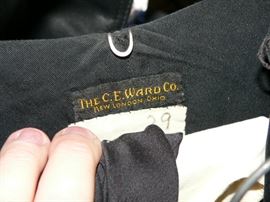 THE C.E. WARD CO.
NEW LONDON, OHIO
29